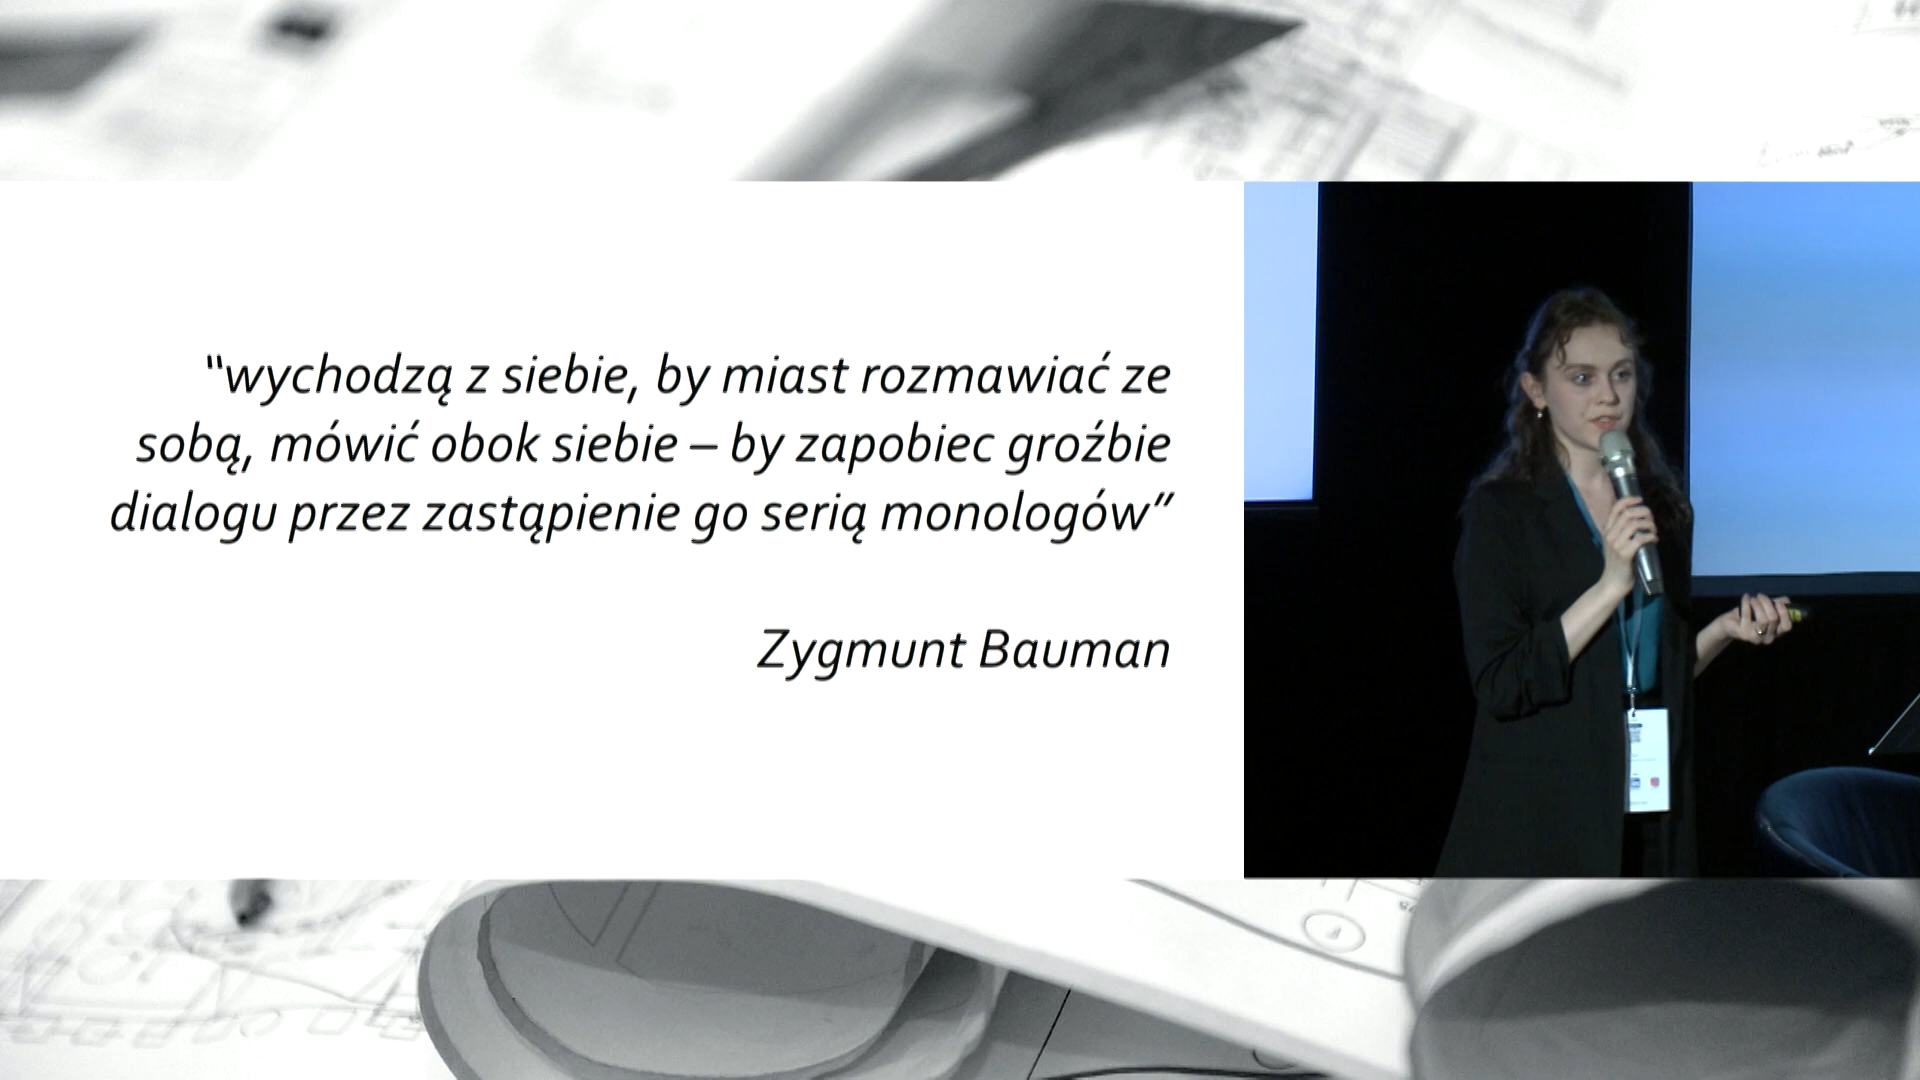 “wychodzą z siebie, by miast rozmawiać ze
sobą, mówić obok siebie – by zapobiec groźbie
dialogu przez zastąpienie go serią monologów”
Zygmunt Bauman